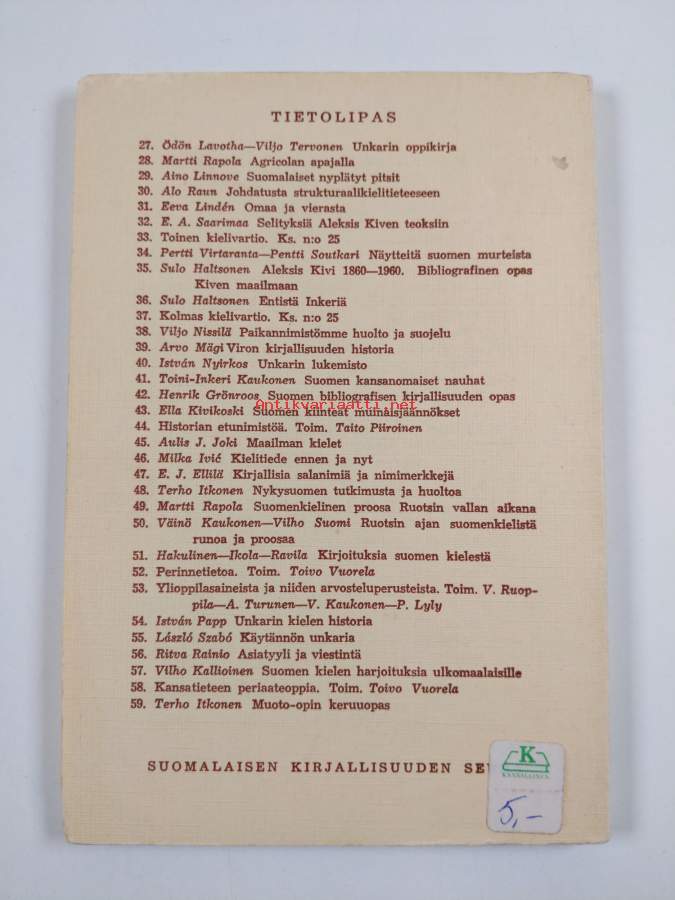 TIETOLIPAS
27. Ödön Lavotha—Viljo Tervonen Unkarin oppikirja
28. Martti Rapola Agricolan apajalla
29. Aino Linnove Suomalaiset nyplätyt pitsit
30. Alo Raun Johdatusta strukturaalikielitieteeseen
31. Eeva Lindén Omaa ja vierasta
32. E. A. Saarimaa Selityksiä Aleksis Kiven teoksiin
33. Toinen kielivartio. Ks. n:o 25
34. Pertti Virtaranta—Pentti Soutkari Näytteitä suomen murteista
35. Sulo Haltsonen Aleksis Kivi 1860—1960. Bibliografinen opas
Kiven maailmaan
36. Sulo Haltsonen Entistä Inkeriä
37. Kolmas kielivartio. Ks. n:o 25
38. Viljo Nissilä Paikannimistömme huolto ja suojelu
39. Arvo Mägi Viron kirjallisuuden historia
40. István Nyirkos Unkarin lukemisto
41. Toini-Inkeri Kaukonen Suomen kansanomaiset nauhat
42. Henrik Grönroos Suomen bibliografisen kirjallisuuden opas
Antikvariaatti.net
43. Ella Kivikoski Suomen kiinteät muinaisjäännökset
44. Historian etunimistöä. Toim. Taito Piiroinen
45. Aulis J. Joki Maailman kielet
46. Milka Ivić Kielitiede ennen ja nyt
47. E. J. Ellilä Kirjallisia salanimiä ja nimimerkkejä
48. Terho Itkonen Nykysuomen tutkimusta ja huoltoa
49. Martti Rapola Suomenkielinen proosa Ruotsin vallan aikana
50. Väinö Kaukonen—Vilho Suomi Ruotsin ajan suomenkielistä
runoa ja proosaa
51. Hakulinen—Ikola—Ravila Kirjoituksia suomen kielestä
52. Perinnetietoa. Toim. Toivo Vuorela
53. Ylioppilasaineista ja niiden arvosteluperusteista. Toim. V. Ruop-
pila—A. Turunen—V. Kaukonen—P. Lyly
54. István Papp Unkarin kielen historia
55. László Szabó Käytännön unkaria
56. Ritva Rainio Asiatyyli ja viestintä
57. Vilho Kallioinen Suomen kielen harjoituksia ulkomaalaisille
58. Kansatieteen periaateoppia. Toim. Toivo Vuorela
59. Terho Itkonen Muoto-opin keruuopas
SUOMALAISEN KIRJALLISUUDEN
K
KANSALLINEN
5,-